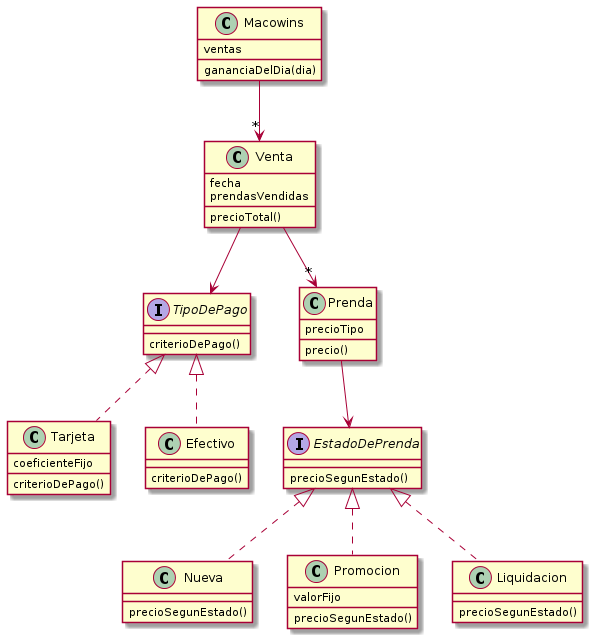 C Macowins
ventas
gananciaDelDia(dia)
*
C Venta
fecha
prendasVendidas
precioTotal()
*
I TipoDePago
criterioDePago()
C Prenda
precioTipo
precio()
C Tarjeta
coeficienteFijo
criterioDePago()
C Efectivo
criterioDePago()
I EstadoDePrenda
precioSegunEstado()
C Nueva
precioSegunEstado()
C Promocion
valorFijo
precioSegunEstado()
C Liquidacion
precioSegunEstado()